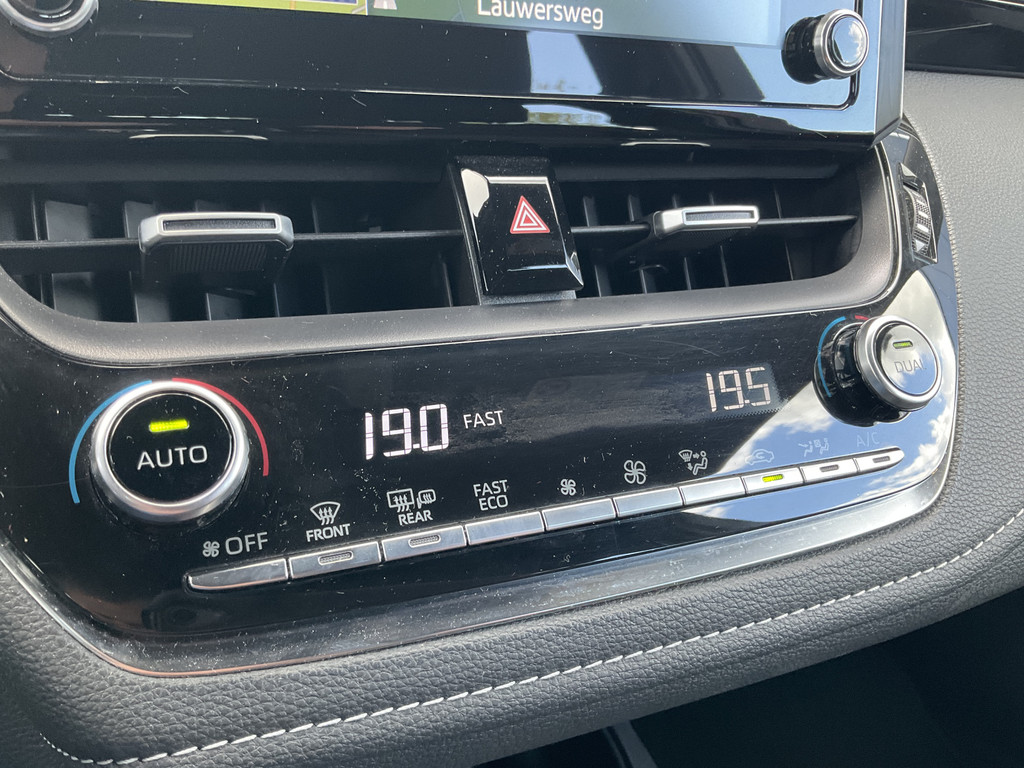 Lauwersweg
AUTO
19.0 FAST
19.5
DUAL
OFF
FRONT
REAR
FAST
ECO
A/C